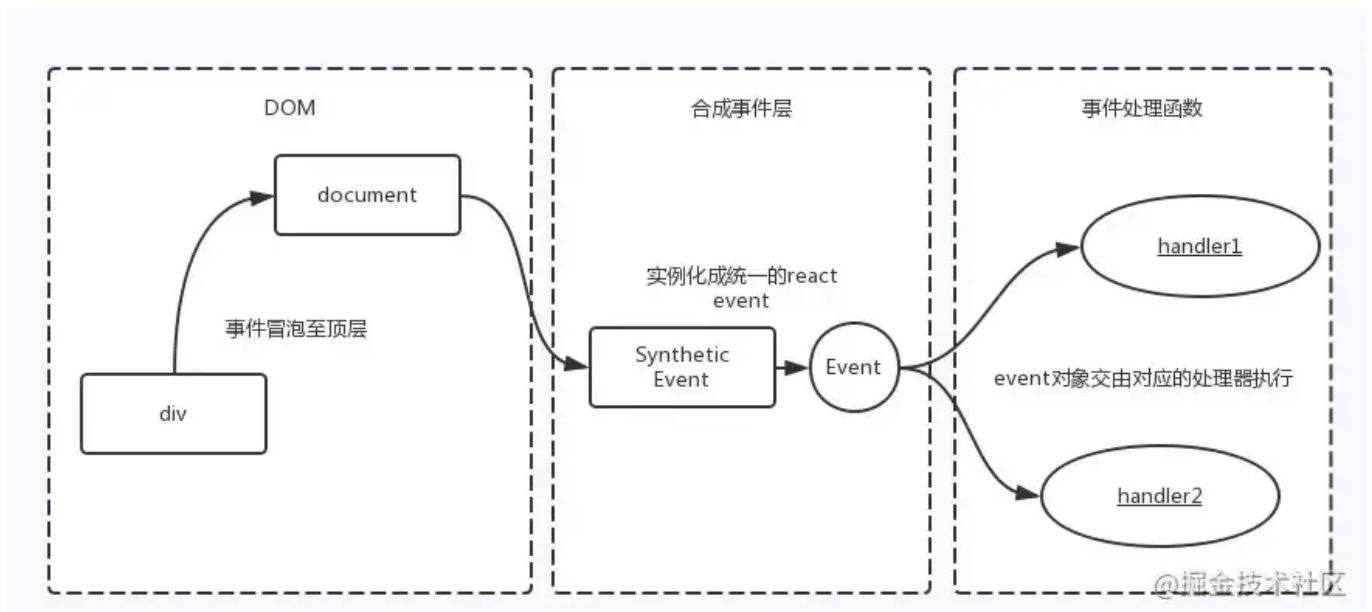 DOM
document
事件冒泡至顶层
div
合成事件层
实例化成统一的react
event
Synthetic
Event
Event
事件处理函数
handler1
event对象交由对应的处理器执行
handler2
@掘金技术社区